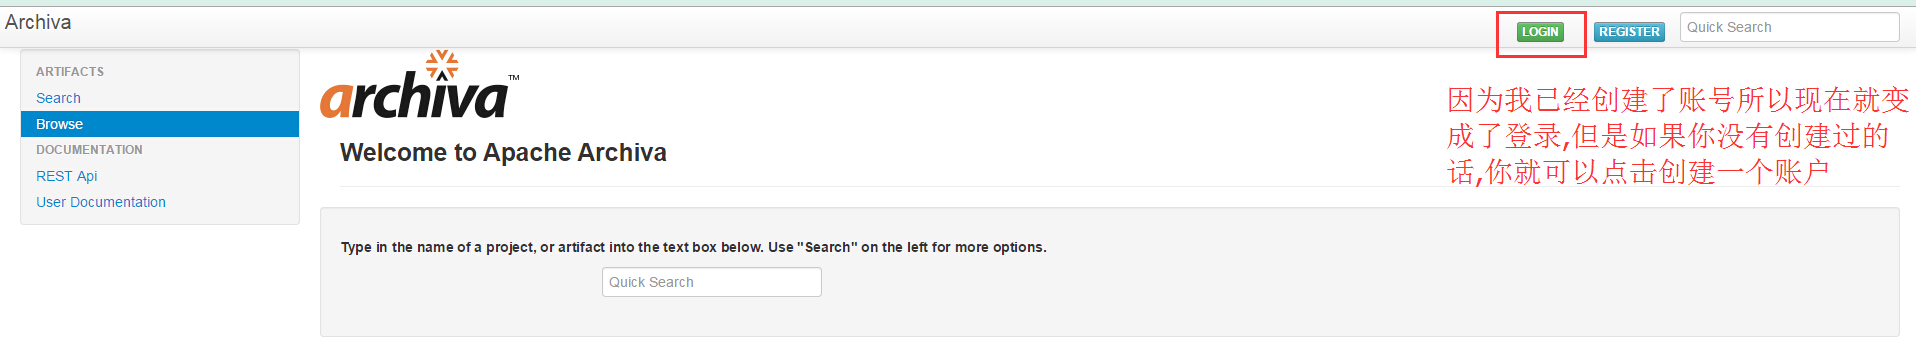 Archiva
LOGIN
REGISTER
Quick Search
ARTIFACTS
Search
Browse
DOCUMENTATION
REST Api
User Documentation
archiva™
Welcome to Apache Archiva
因为我已经创建了账号所以现在就变
成了登录,但是如果你没有创建过的
话,你就可以点击创建一个账户
Type in the name of a project, or artifact into the text box below. Use "Search" on the left for more options.
Quick Search